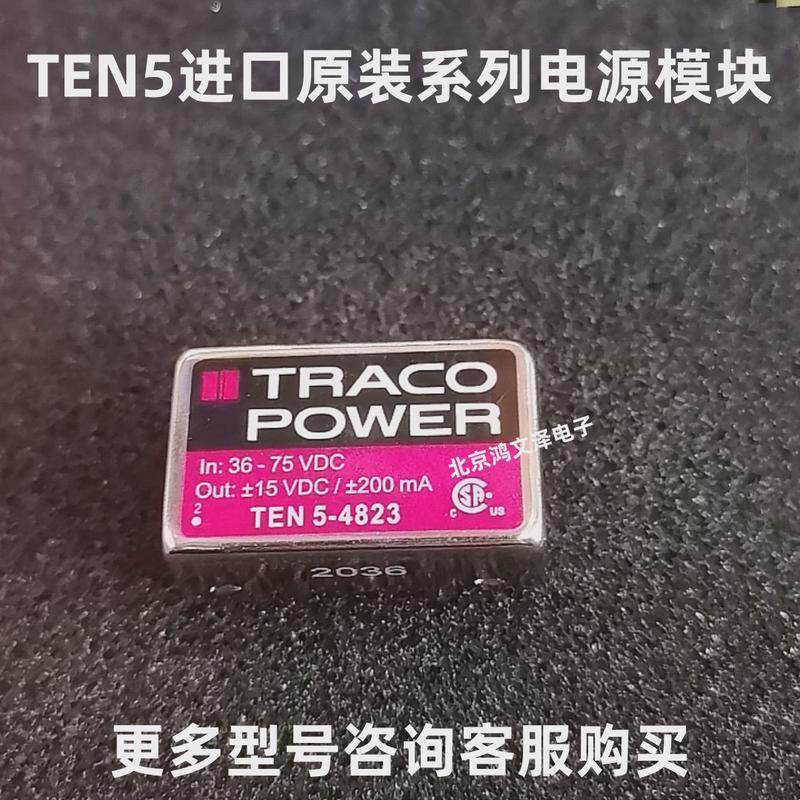 TEN5进口原装系列电源模块
TRACO
POWER
In: 36 - 75 VDC
Out: ±15 VDC / ±200 mA
北京鸿文泽电子
2
TEN 5-4823
C SA US
2036
更多型号咨询客服购买